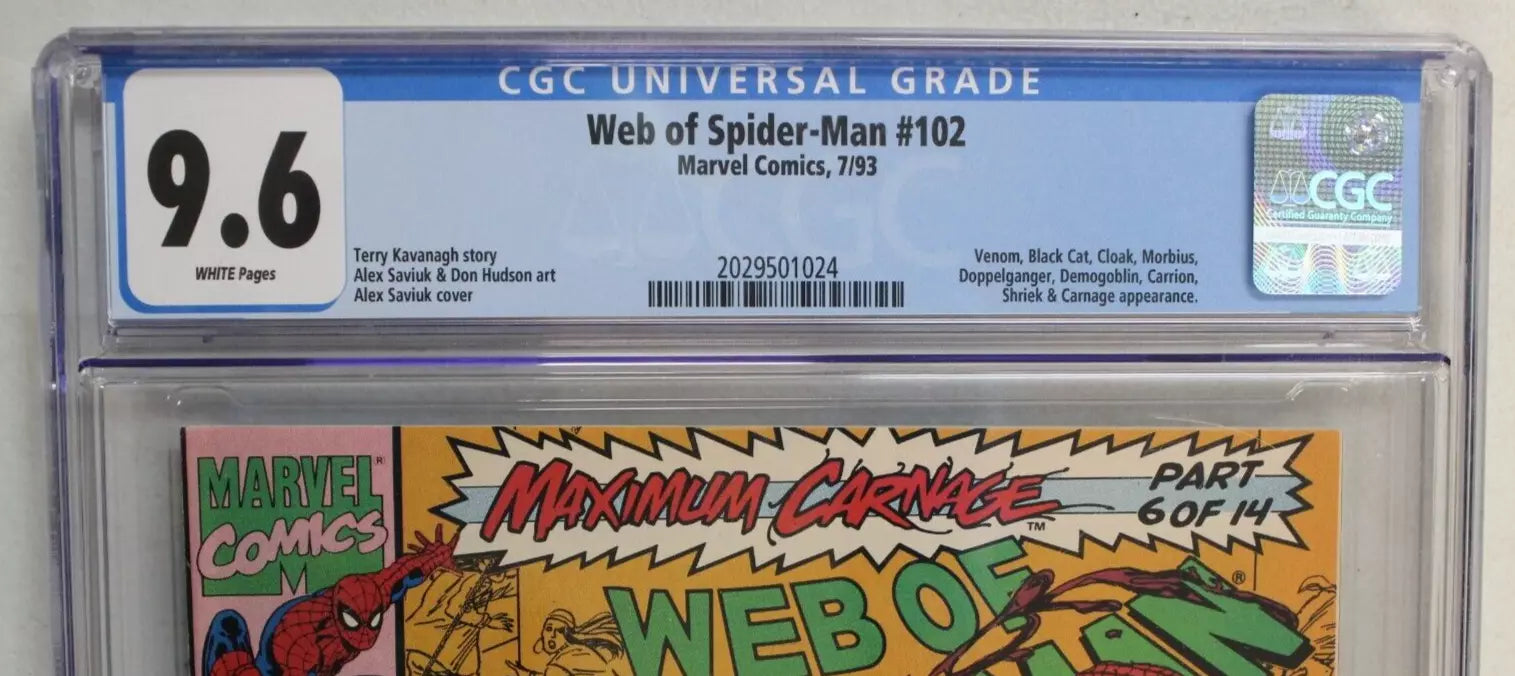 CGC UNIVERSAL GRADE
9.6
WHITE Pages
Web of Spider-Man #102
Marvel Comics, 7/93
Terry Kavanagh story
Alex Saviuk & Don Hudson art
Alex Saviuk cover
2029501024
Venom, Black Cat, Cloak, Morbius,
Doppelganger, Demogoblin, Carrion,
Shriek & Carnage appearance.
CGC
Certified Guaranty Company
MARVEL®
COMICS
M
MAXIMUM CARNAGE™
PART
6 OF 14
WEB OF
®